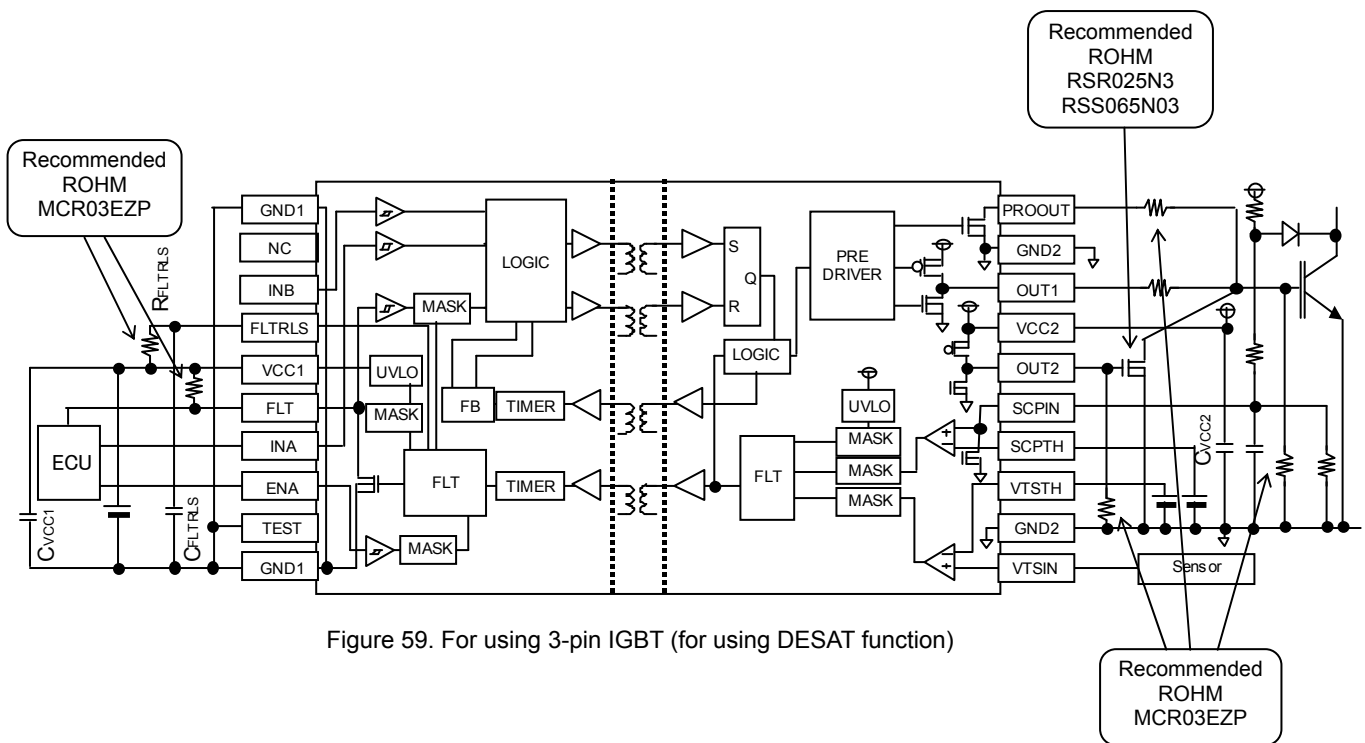 Recommended
ROHM
RSR025N3
RSS065N03
Recommended
ROHM
MCR03EZP
GND1
NC
INB
FLTRLS
VCC1
FLT
INA
ENA
TEST
GND1
RFLTRLS
ECU
CVCC1
CFLTRLS
LOGIC
MASK
UVLO
MASK
FB
TIMER
FLT
TIMER
MASK
S
Q
R
PRE
DRIVER
LOGIC
UVLO
MASK
MASK
MASK
FLT
+
-
+
-
PROOUT
GND2
OUT1
VCC2
OUT2
SCPIN
SCPTH
VTSTH
GND2
VTSIN
CVCC2
Sensor
Figure 59. For using 3-pin IGBT (for using DESAT function)
Recommended
ROHM
MCR03EZP